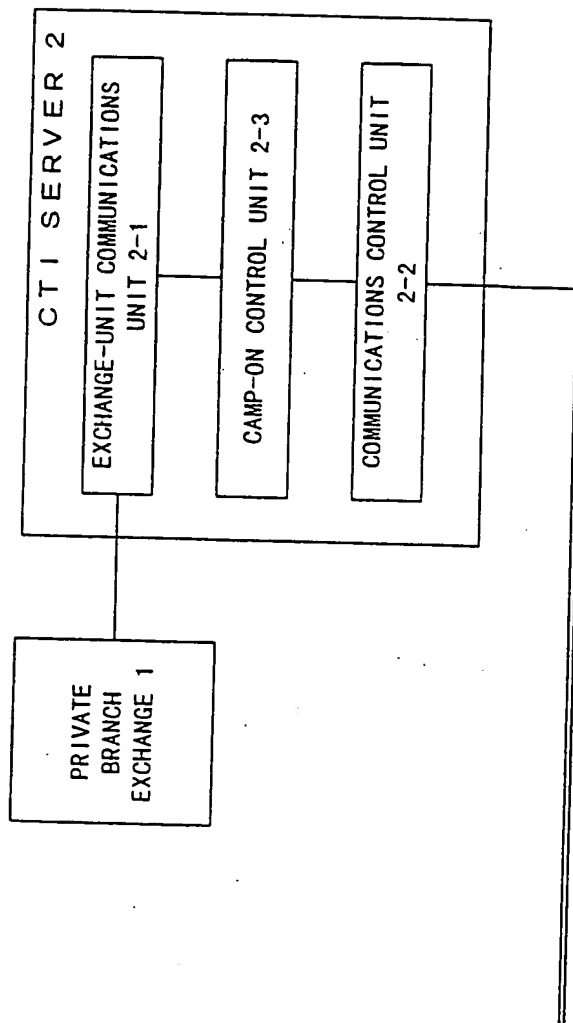 CTI SERVER 2
EXCHANGE-UNIT COMMUNICATIONS
UNIT 2-1
CAMP-ON CONTROL UNIT 2-3
COMMUNICATIONS CONTROL UNIT
2-2
PRIVATE
BRANCH
EXCHANGE 1